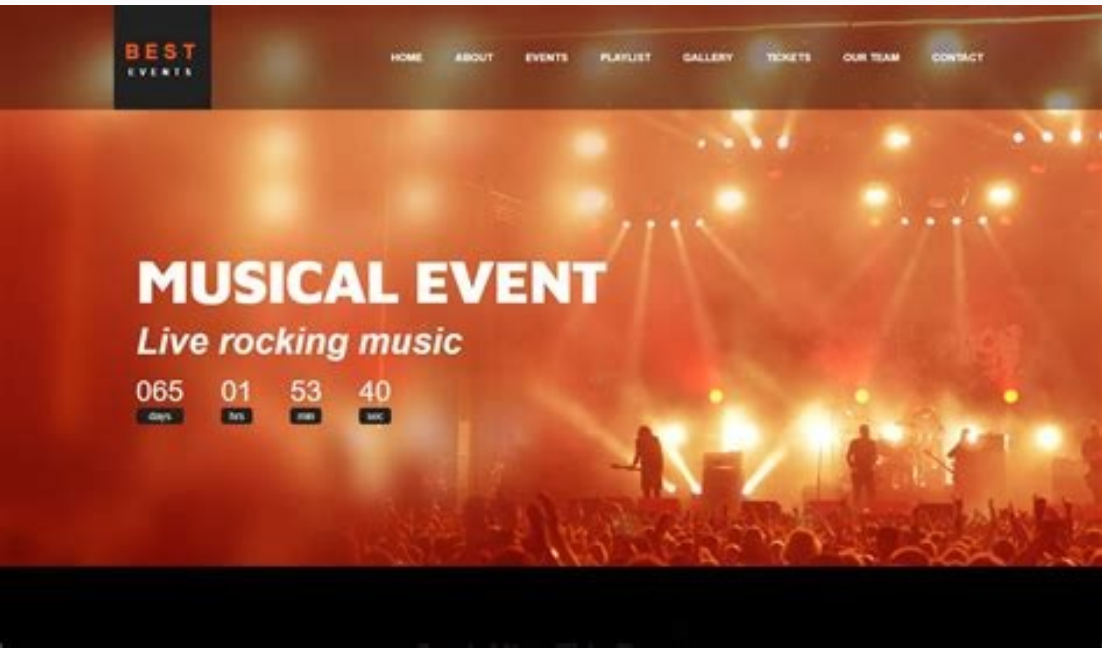 BEST
EVENTS
HOME ABOUT EVENTS PLAYLIST GALLERY TICKETS OUR TEAM CONTACT
MUSICAL EVENT
Live rocking music
065 01 53 40
days hrs min sec